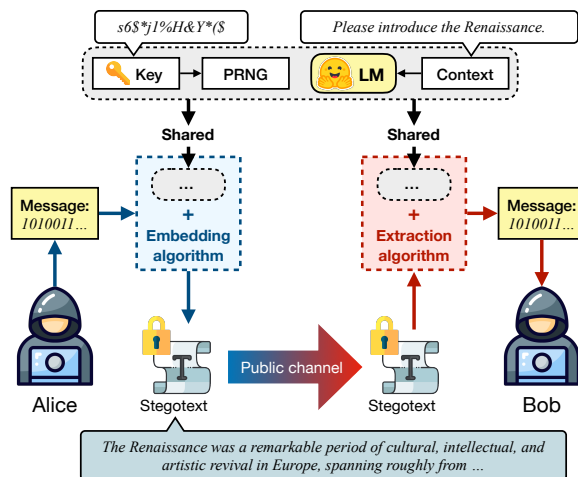 s6$*j1%H&Y*($
Please introduce the Renaissance.
Key
PRNG
LM
Context
Shared
Shared
...
...
Message:
1010011...
+
Embedding
algorithm
+
Extraction
algorithm
Message:
1010011...
Alice
T
Stegotext
Public channel
T
Stegotext
Bob
The Renaissance was a remarkable period of cultural, intellectual, and
artistic revival in Europe, spanning roughly from ...